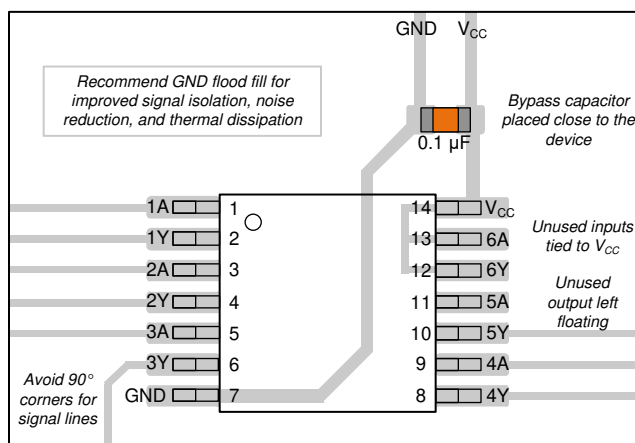 GND V_CC
Recommend GND flood fill for
improved signal isolation, noise
reduction, and thermal dissipation
Bypass capacitor
placed close to the
device
0.1 µF
1A 1 14 V_CC
1Y 2 13 6A
2A 3 12 6Y
2Y 4 11 5A
3A 5 10 5Y
3Y 6 9 4A
GND 7 8 4Y
Unused inputs
tied to V_CC
Unused
output left
floating
Avoid 90°
corners for
signal lines